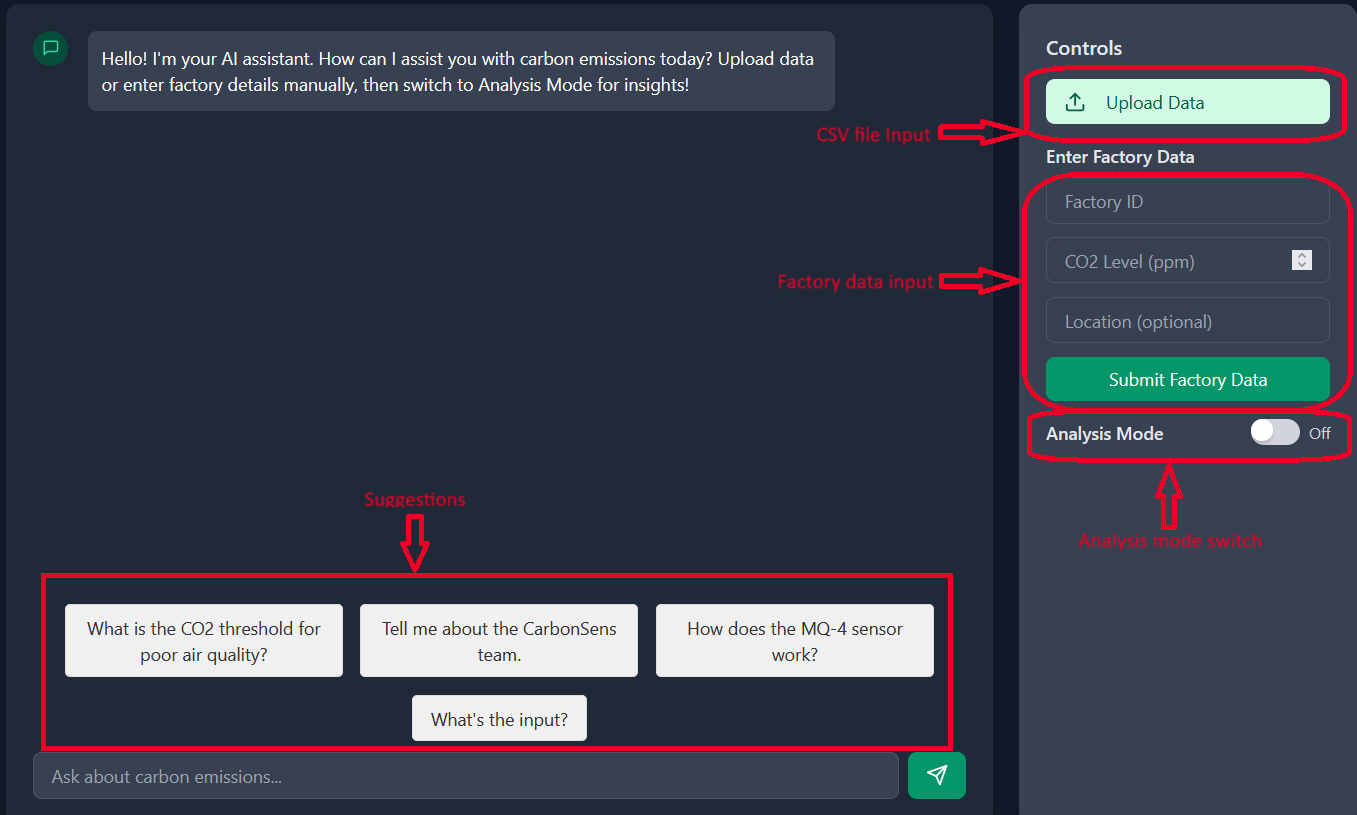 Hello! I'm your AI assistant. How can I assist you with carbon emissions today? Upload data
or enter factory details manually, then switch to Analysis Mode for insights!
Controls
Upload Data
CSV file Input
Enter Factory Data
Factory ID
CO2 Level (ppm)
Factory data input
Location (optional)
Submit Factory Data
Analysis Mode
Off
Analysis mode switch
Suggestions
What is the CO2 threshold for
poor air quality?
Tell me about the CarbonSens
team.
How does the MQ-4 sensor
work?
What's the input?
Ask about carbon emissions...